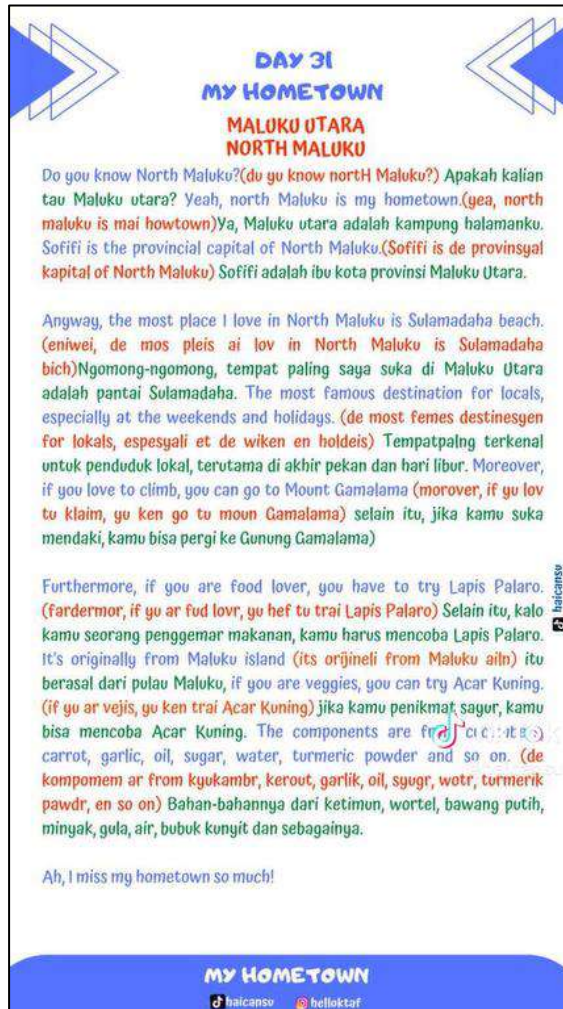 DAY 31
MY HOMETOWN
MALUKU UTARA
NORTH MALUKU
Do you know North Maluku?(du yu know nortH Maluku?) Apakah kalian
tau Maluku utara? Yeah, north Maluku is my hometown.(yea, north
maluku is mai howtown)Ya, Maluku utara adalah kampung halamanku.
Sofifi is the provincial capital of North Maluku.(Sofifi is de provinsyal
kapital of North Maluku) Sofifi adalah ibu kota provinsi Maluku Utara.
Anyway, the most place I love in North Maluku is Sulamadaha beach.
(eniwei, de mos pleis ai lov in North Maluku is Sulamadaha
bich)Ngomong-ngomong, tempat paling saya suka di Maluku Utara
adalah pantai Sulamadaha. The most famous destination for locals,
especially at the weekends and holidays. (de most femes destinesyen
for lokals, espesyali et de wiken en holdeis) Tempatpalng terkenal
untuk penduduk lokal, terutama di akhir pekan dan hari libur. Moreover,
if you love to climb, you can go to Mount Gamalama (morover, if yu lov
tu klaim, yu ken go tu moun Gamalama) selain itu, jika kamu suka
mendaki, kamu bisa pergi ke Gunung Gamalama)
Furthermore, if you are food lover, you have to try Lapis Palaro.
(fardermor, if yu ar fud lovr, yu hef tu trai Lapis Palaro) Selain itu, kalo
kamu seorang penggemar makanan, kamu harus mencoba Lapis Palaro.
It's originally from Maluku island (its orijineli from Maluku ailn) itu
berasal dari pulau Maluku, if you are veggies, you can try Acar Kuning.
(if yu ar vejis, yu ken trai Acar Kuning) jika kamu penikmat sayur, kamu
bisa mencoba Acar Kuning. The components are
carrot, garlic, oil, sugar, water, turmeric powder and so on. (de
kompomem ar from kyukambr, kerout, garlik, oil, syugr, wotr, turmerik
pawdr, en so on) Bahan-bahannya dari ketimun, wortel, bawang putih,
minyak, gula, air, bubuk kunyit dan sebagainya.
Ah, I miss my hometown so much!
haicansu
MY HOMETOWN
haicansu helloktaf